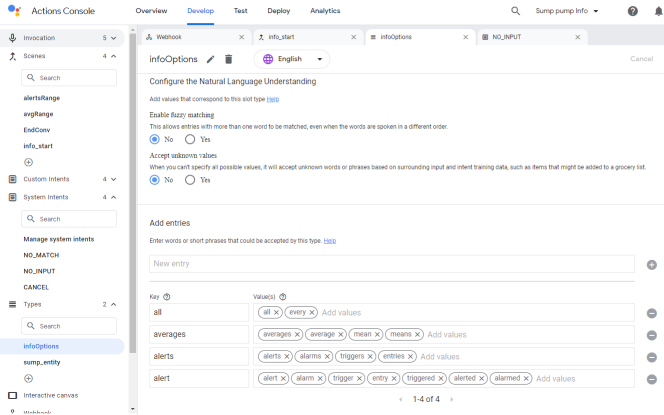 Actions Console
Overview
Develop
Test
Deploy
Analytics
Sump pump Info
Invocation 5
Scenes 4
Search
alertsRange
avgRange
EndConv
info_start
Custom Intents 4
System Intents 4
Search
Manage system intents
NO_MATCH
NO_INPUT
CANCEL
Types 2
Search
infoOptions
sump_entity
Interactive canvas
Webhook
Webhook
info_start
infoOptions
NO_INPUT
infoOptions
English
Cancel
Configure the Natural Language Understanding
Add values that correspond to this slot type Help
Enable fuzzy matching
This allows entries with more than one word to be matched, even when the words are spoken in a different order.
No Yes
Accept unknown values
When you can't specify all possible values, it will accept unknown words or phrases based on surrounding input and intent training data, such as items that might be added to a grocery list.
No Yes
Add entries
Enter words or short phrases that could be accepted by this type. Help
New entry
Key Value(s)
all all every Add values
averages averages average mean means Add values
alerts alerts alarms triggers entries Add values
alert alert alarm trigger entry triggered alerted alarmed Add values
1-4 of 4